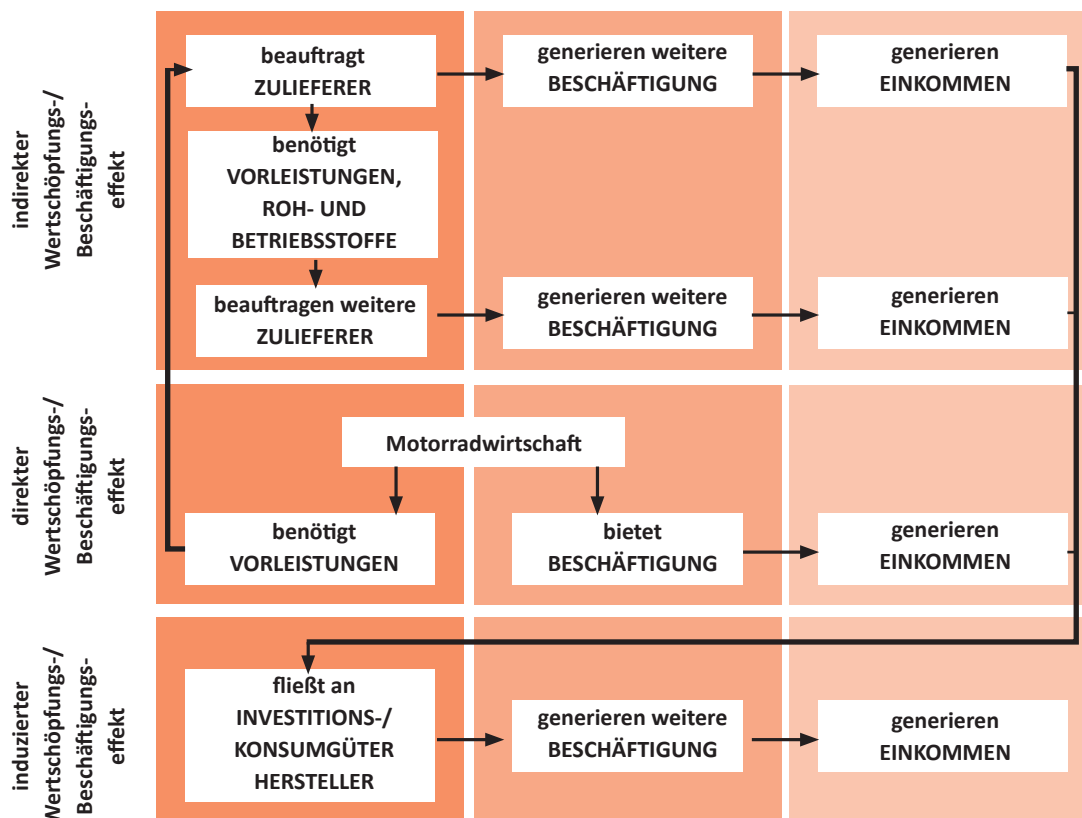 indirekter
Wertschöpfungs-/
Beschäftigungs-
effekt
beauftragt
ZULIEFERER
generieren weitere
BESCHÄFTIGUNG
generieren
EINKOMMEN
benötigt
VORLEISTUNGEN,
ROH- UND
BETRIEBSSTOFFE
beauftragen weitere
ZULIEFERER
generieren weitere
BESCHÄFTIGUNG
generieren
EINKOMMEN
direkter
Wertschöpfungs-/
Beschäftigungs-
effekt
Motorradwirtschaft
benötigt
VORLEISTUNGEN
bietet
BESCHÄFTIGUNG
generieren
EINKOMMEN
induzierter
Wertschöpfungs-/
Beschäftigungs-
effekt
fließt an
INVESTITIONS-/
KONSUMGÜTER
HERSTELLER
generieren weitere
BESCHÄFTIGUNG
generieren
EINKOMMEN